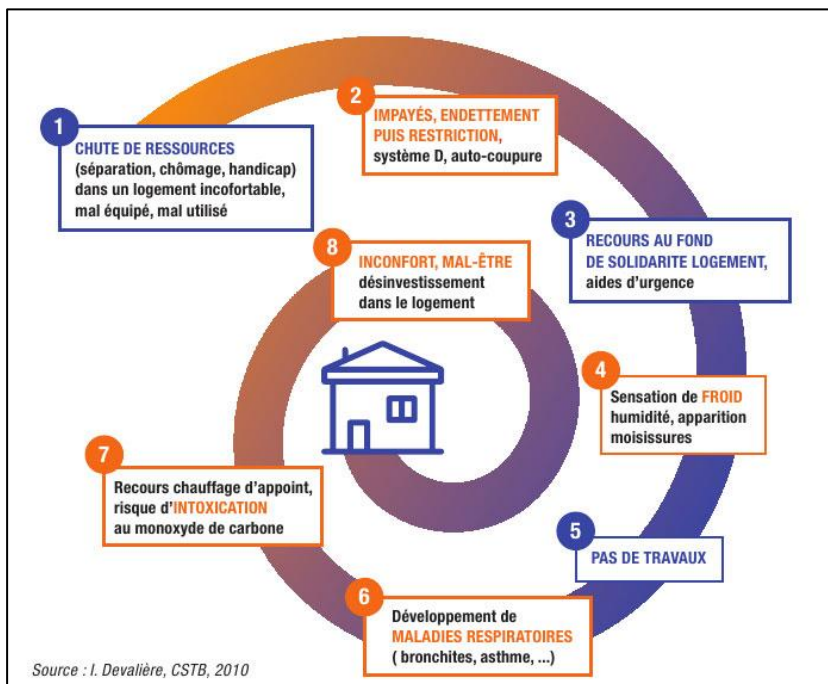 1
CHUTE DE RESSOURCES
(séparation, chômage, handicap)
dans un logement incofortable,
mal équipé, mal utilisé
2
IMPAYÉS, ENDETTEMENT
PUIS RESTRICTION,
système D, auto-coupure
3
RECOURS AU FOND
DE SOLIDARITE LOGEMENT,
aides d'urgence
4
Sensation de FROID
humidité, apparition
moisissures
5
PAS DE TRAVAUX
6
Développement de
MALADIES RESPIRATOIRES
( bronchites, asthme, ...)
7
Recours chauffage d'appoint,
risque d'INTOXICATION
au monoxyde de carbone
8
INCONFORT, MAL-ÊTRE
désinvestissement
dans le logement
Source : I. Devalière, CSTB, 2010